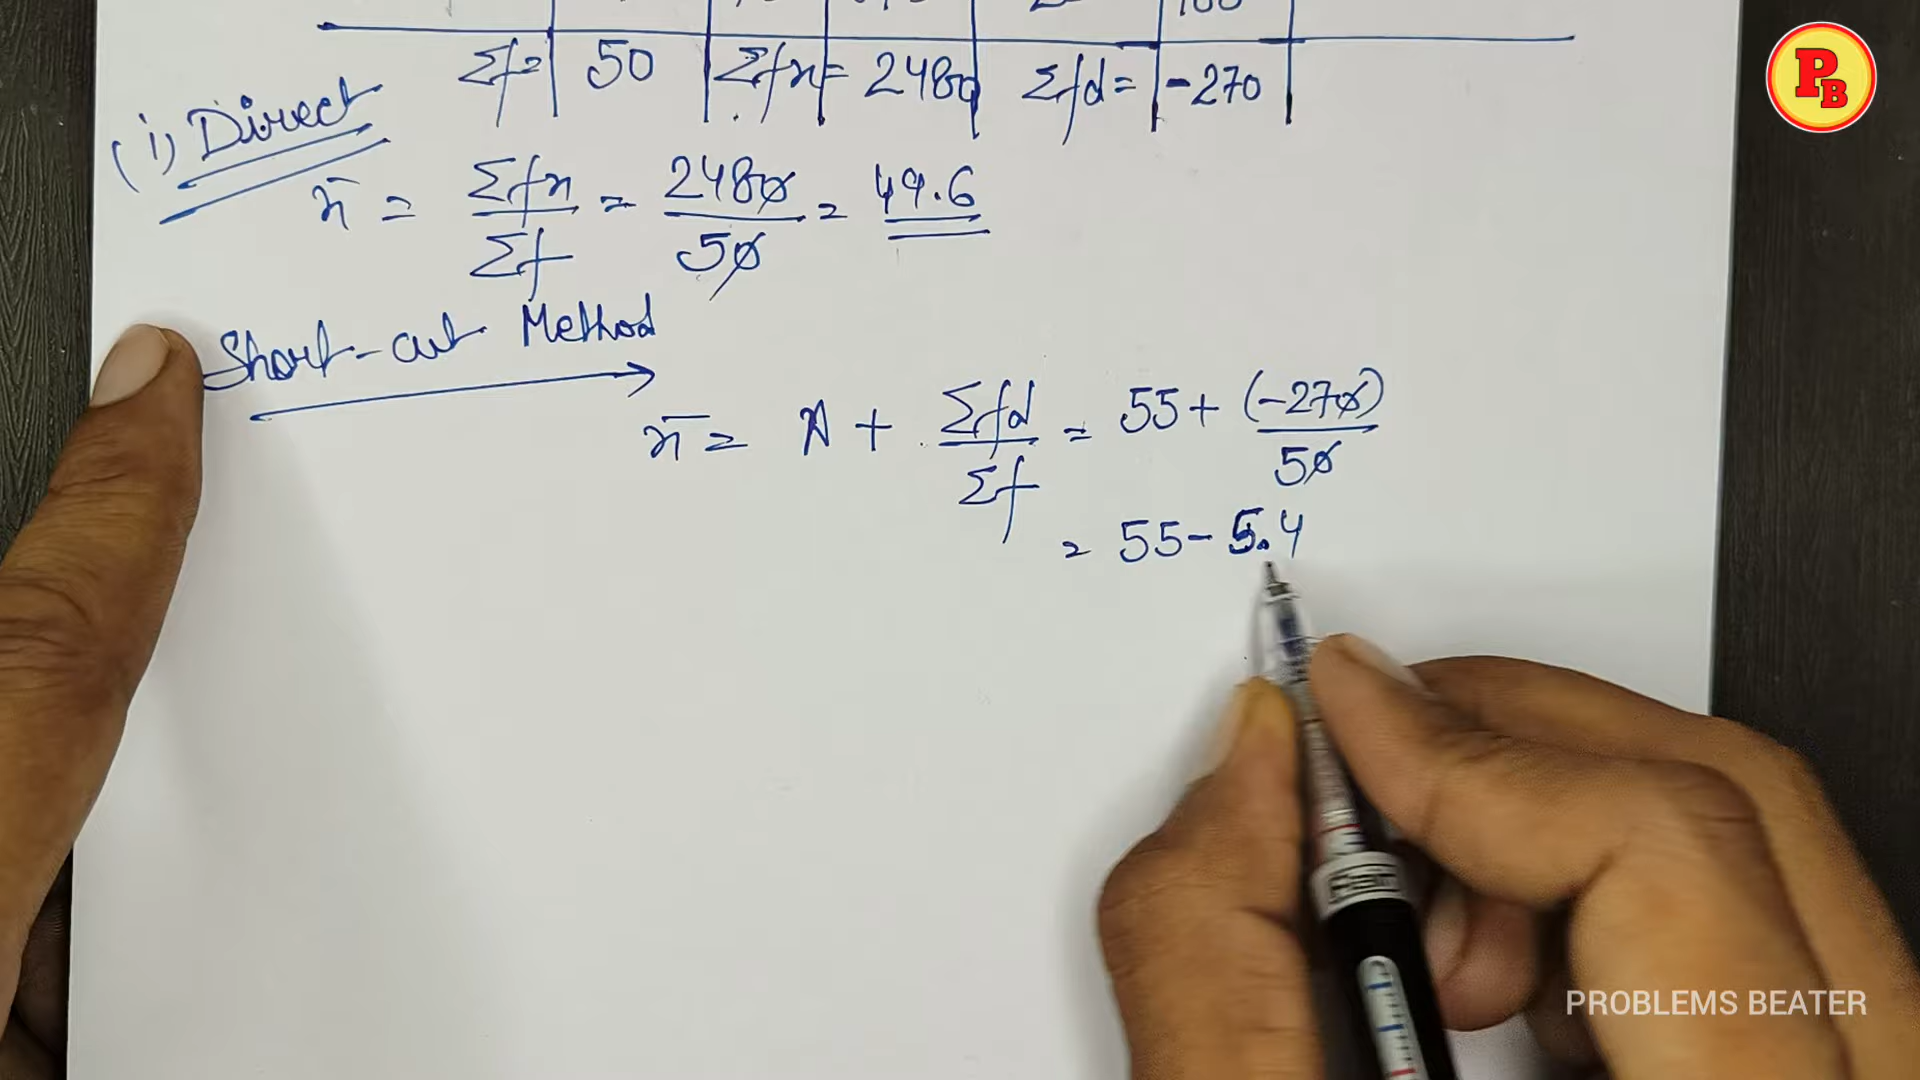 Σf= 50 Σfx= 2480 Σfd= -270
(i) Direct
x̄ = Σfx/Σf = 2480/50 = 49.6
Short-cut Method
x̄ = A + Σfd/Σf = 55 + (-270)/50
= 55 - 5.4
PB
PROBLEMS BEATER